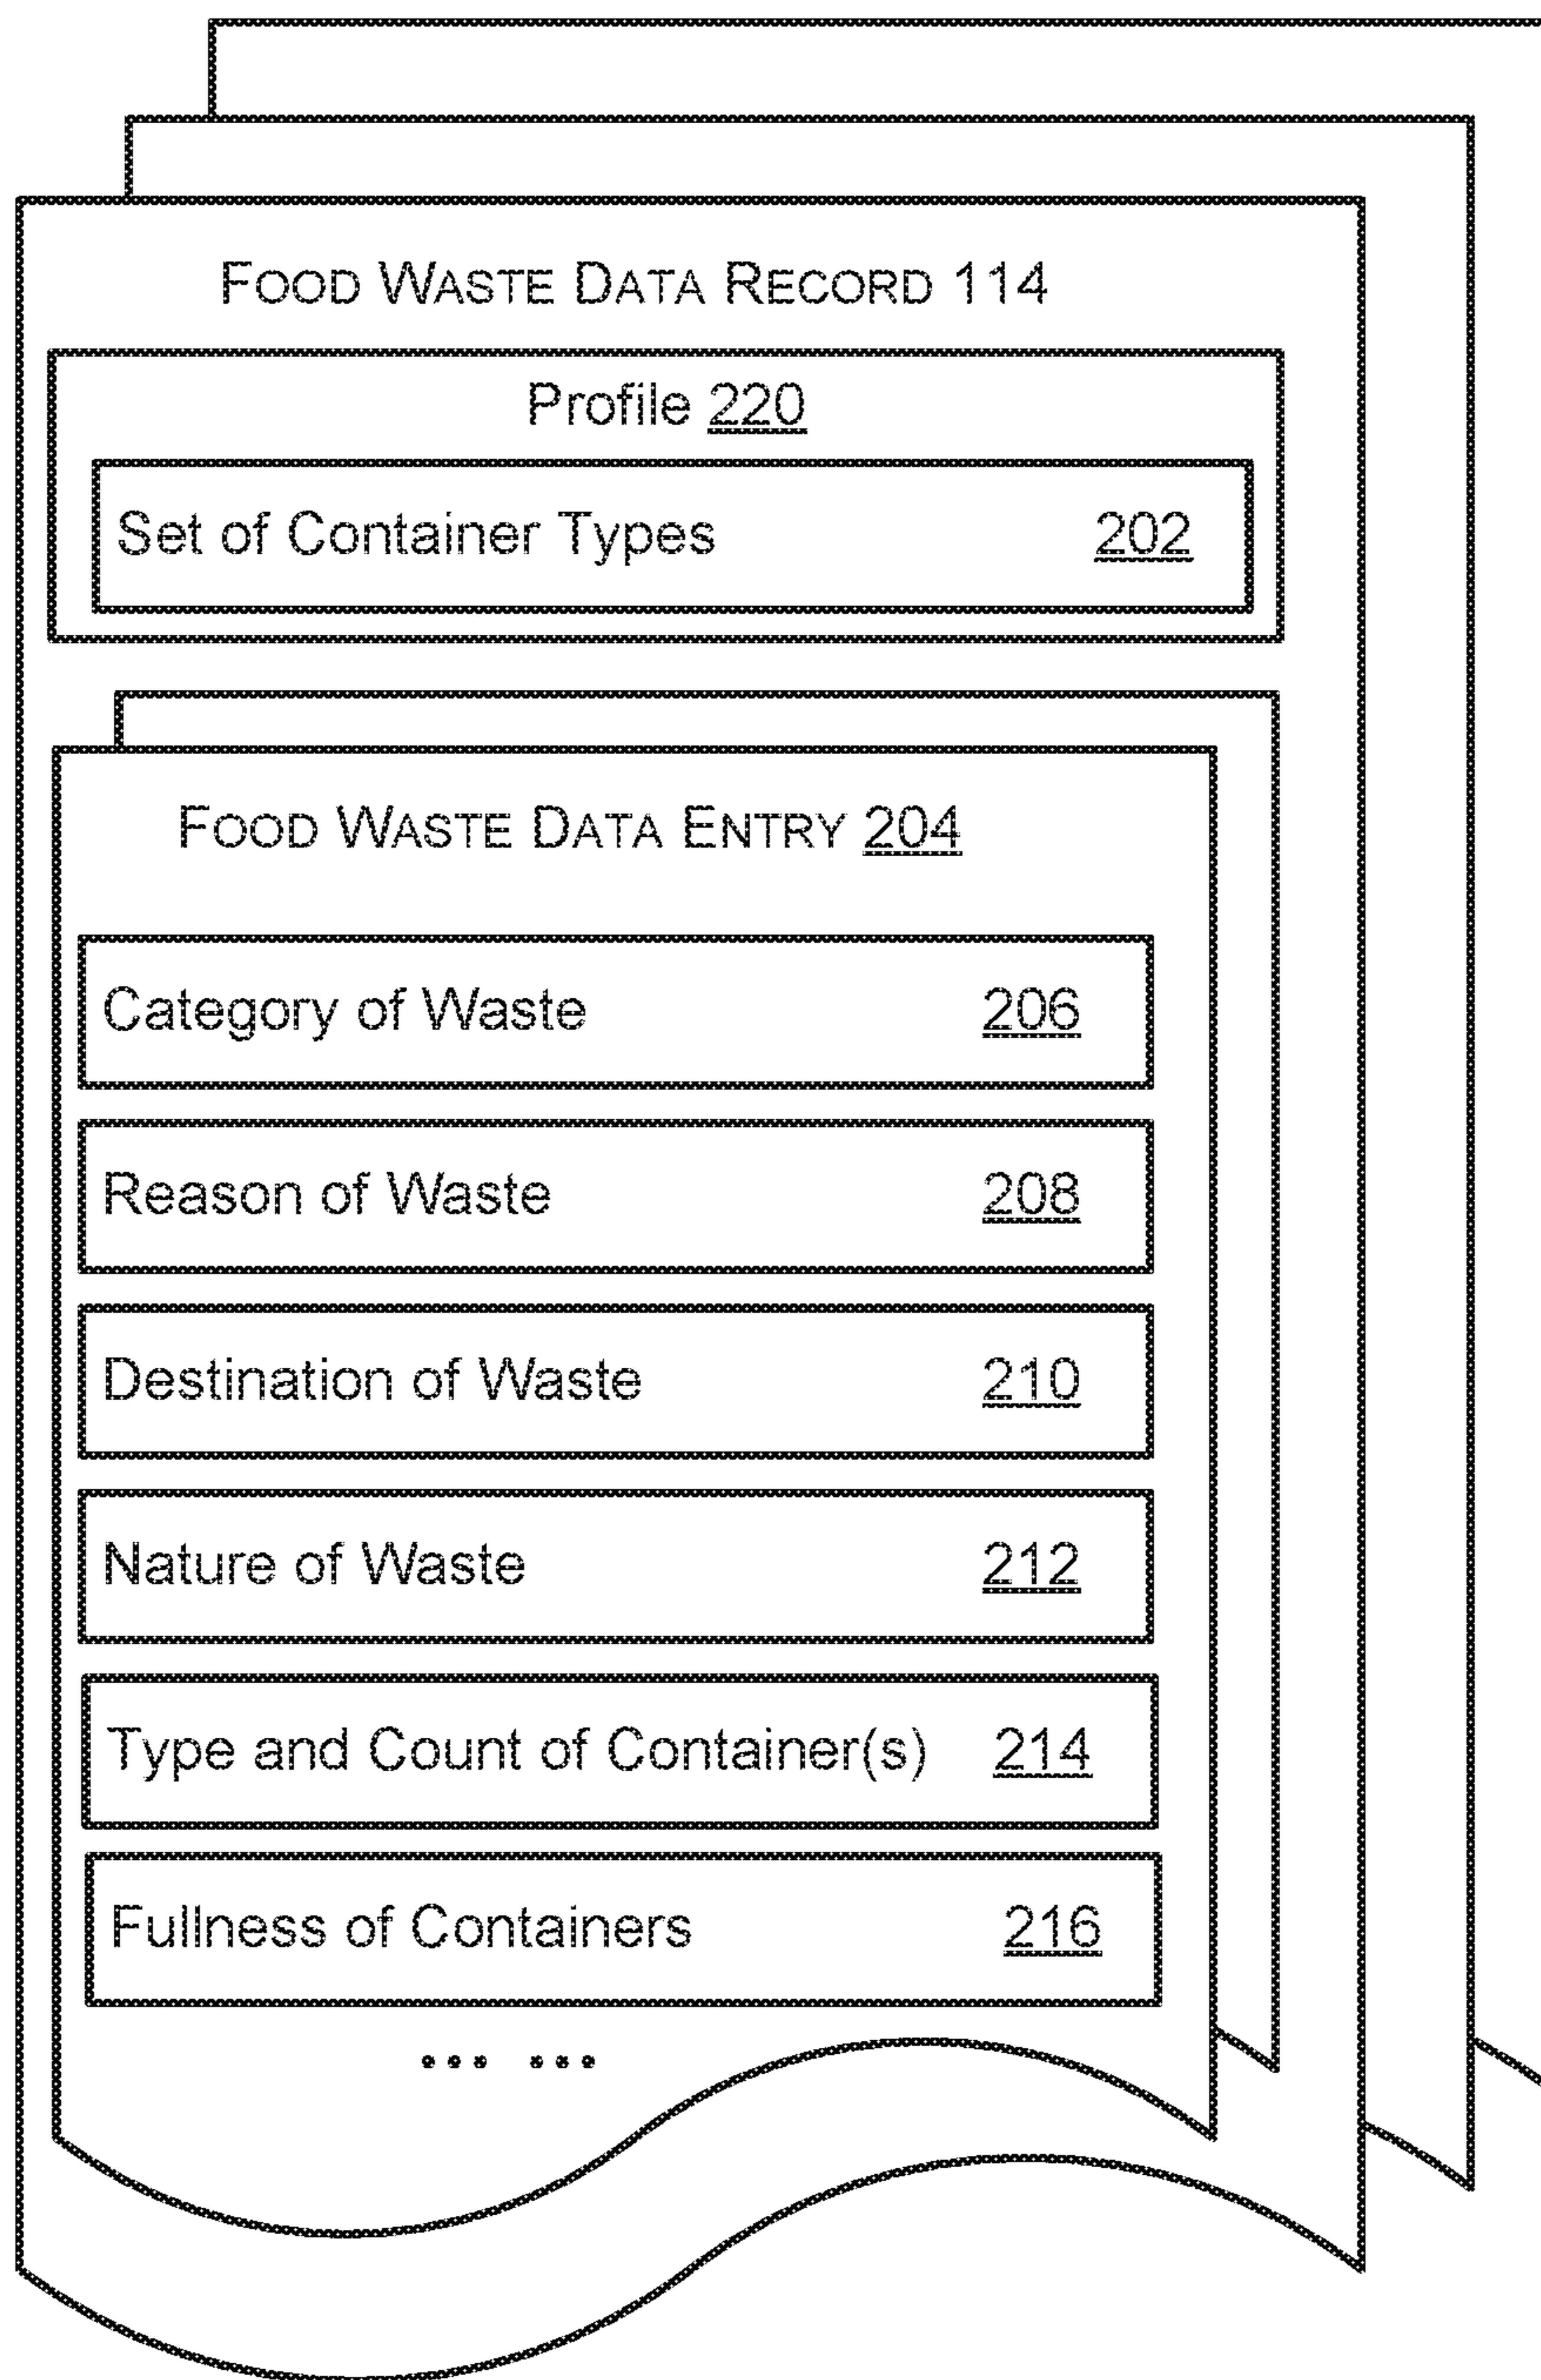 FOOD WASTE DATA RECORD 114
Profile 220
Set of Container Types 202
FOOD WASTE DATA ENTRY 204
Category of Waste 206
Reason of Waste 208
Destination of Waste 210
Nature of Waste 212
Type and Count of Container(s) 214
Fullness of Containers 216
... ...